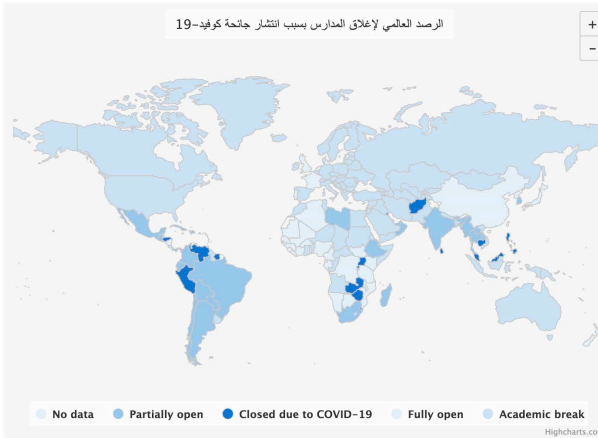 الرصد العالمي لإغلاق المدارس بسبب انتشار جائحة كوفيد-19
+
−
No data
Partially open
Closed due to COVID-19
Fully open
Academic break
Highcharts.co